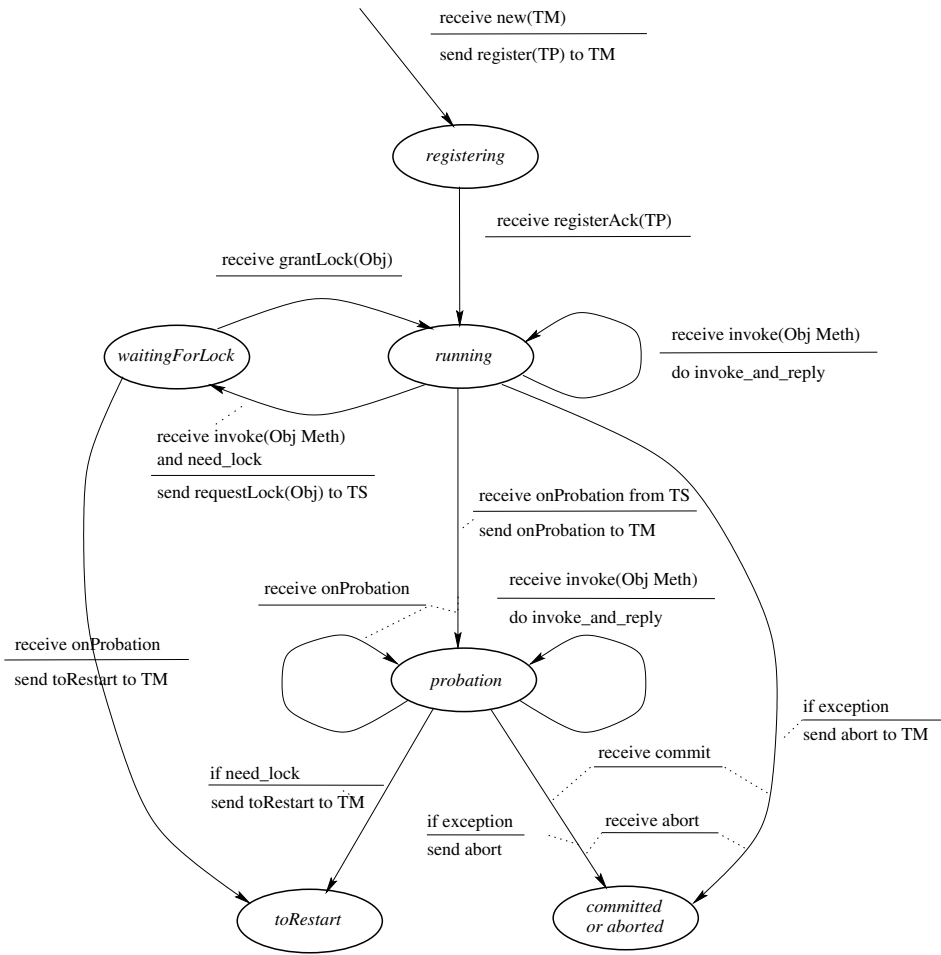 receive new(TM)
send register(TP) to TM
registering
receive registerAck(TP)
receive grantLock(Obj)
waitingForLock
running
receive invoke(Obj Meth)
do invoke_and_reply
receive invoke(Obj Meth)
and need_lock
send requestLock(Obj) to TS
receive onProbation from TS
send onProbation to TM
receive onProbation
receive invoke(Obj Meth)
do invoke_and_reply
receive onProbation
send toRestart to TM
probation
if exception
send abort to TM
if need_lock
send toRestart to TM
receive commit
if exception
send abort
receive abort
toRestart
committed
or aborted